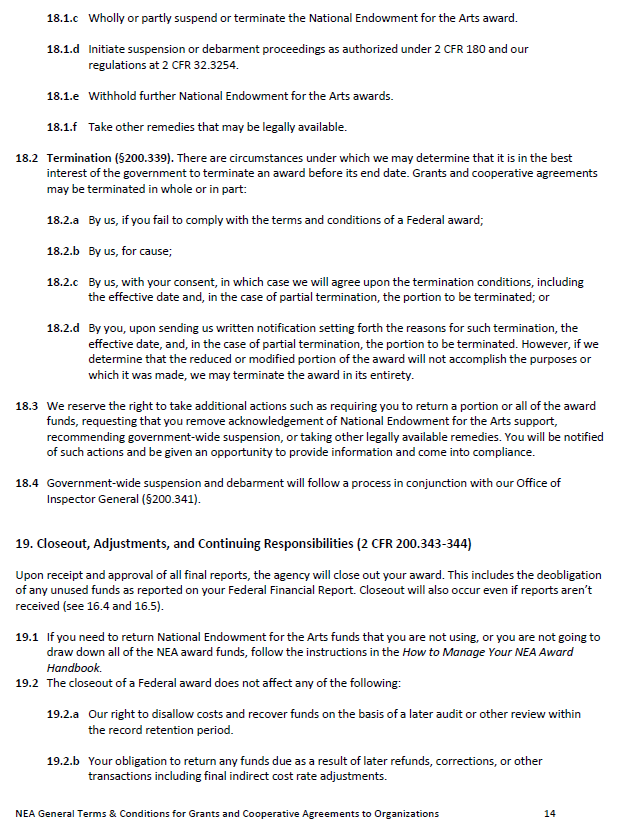 18.1.c Wholly or partly suspend or terminate the National Endowment for the Arts award.
18.1.d Initiate suspension or debarment proceedings as authorized under 2 CFR 180 and our
regulations at 2 CFR 32.3254.
18.1.e Withhold further National Endowment for the Arts awards.
18.1.f Take other remedies that may be legally available.
18.2 Termination (§200.339). There are circumstances under which we may determine that it is in the best
interest of the government to terminate an award before its end date. Grants and cooperative agreements
may be terminated in whole or in part:
18.2.a By us, if you fail to comply with the terms and conditions of a Federal award;
18.2.b By us, for cause;
18.2.c By us, with your consent, in which case we will agree upon the termination conditions, including
the effective date and, in the case of partial termination, the portion to be terminated; or
18.2.d By you, upon sending us written notification setting forth the reasons for such termination, the
effective date, and, in the case of partial termination, the portion to be terminated. However, if we
determine that the reduced or modified portion of the award will not accomplish the purposes or
which it was made, we may terminate the award in its entirety.
18.3 We reserve the right to take additional actions such as requiring you to return a portion or all of the award
funds, requesting that you remove acknowledgement of National Endowment for the Arts support,
recommending government-wide suspension, or taking other legally available remedies. You will be notified
of such actions and be given an opportunity to provide information and come into compliance.
18.4 Government-wide suspension and debarment will follow a process in conjunction with our Office of
Inspector General (§200.341).
19. Closeout, Adjustments, and Continuing Responsibilities (2 CFR 200.343-344)
Upon receipt and approval of all final reports, the agency will close out your award. This includes the deobligation
of any unused funds as reported on your Federal Financial Report. Closeout will also occur even if reports aren't
received (see 16.4 and 16.5).
19.1 If you need to return National Endowment for the Arts funds that you are not using, or you are not going to
draw down all of the NEA award funds, follow the instructions in the How to Manage Your NEA Award
Handbook.
19.2 The closeout of a Federal award does not affect any of the following:
19.2.a Our right to disallow costs and recover funds on the basis of a later audit or other review within
the record retention period.
19.2.b Your obligation to return any funds due as a result of later refunds, corrections, or other
transactions including final indirect cost rate adjustments.
NEA General Terms & Conditions for Grants and Cooperative Agreements to Organizations 14